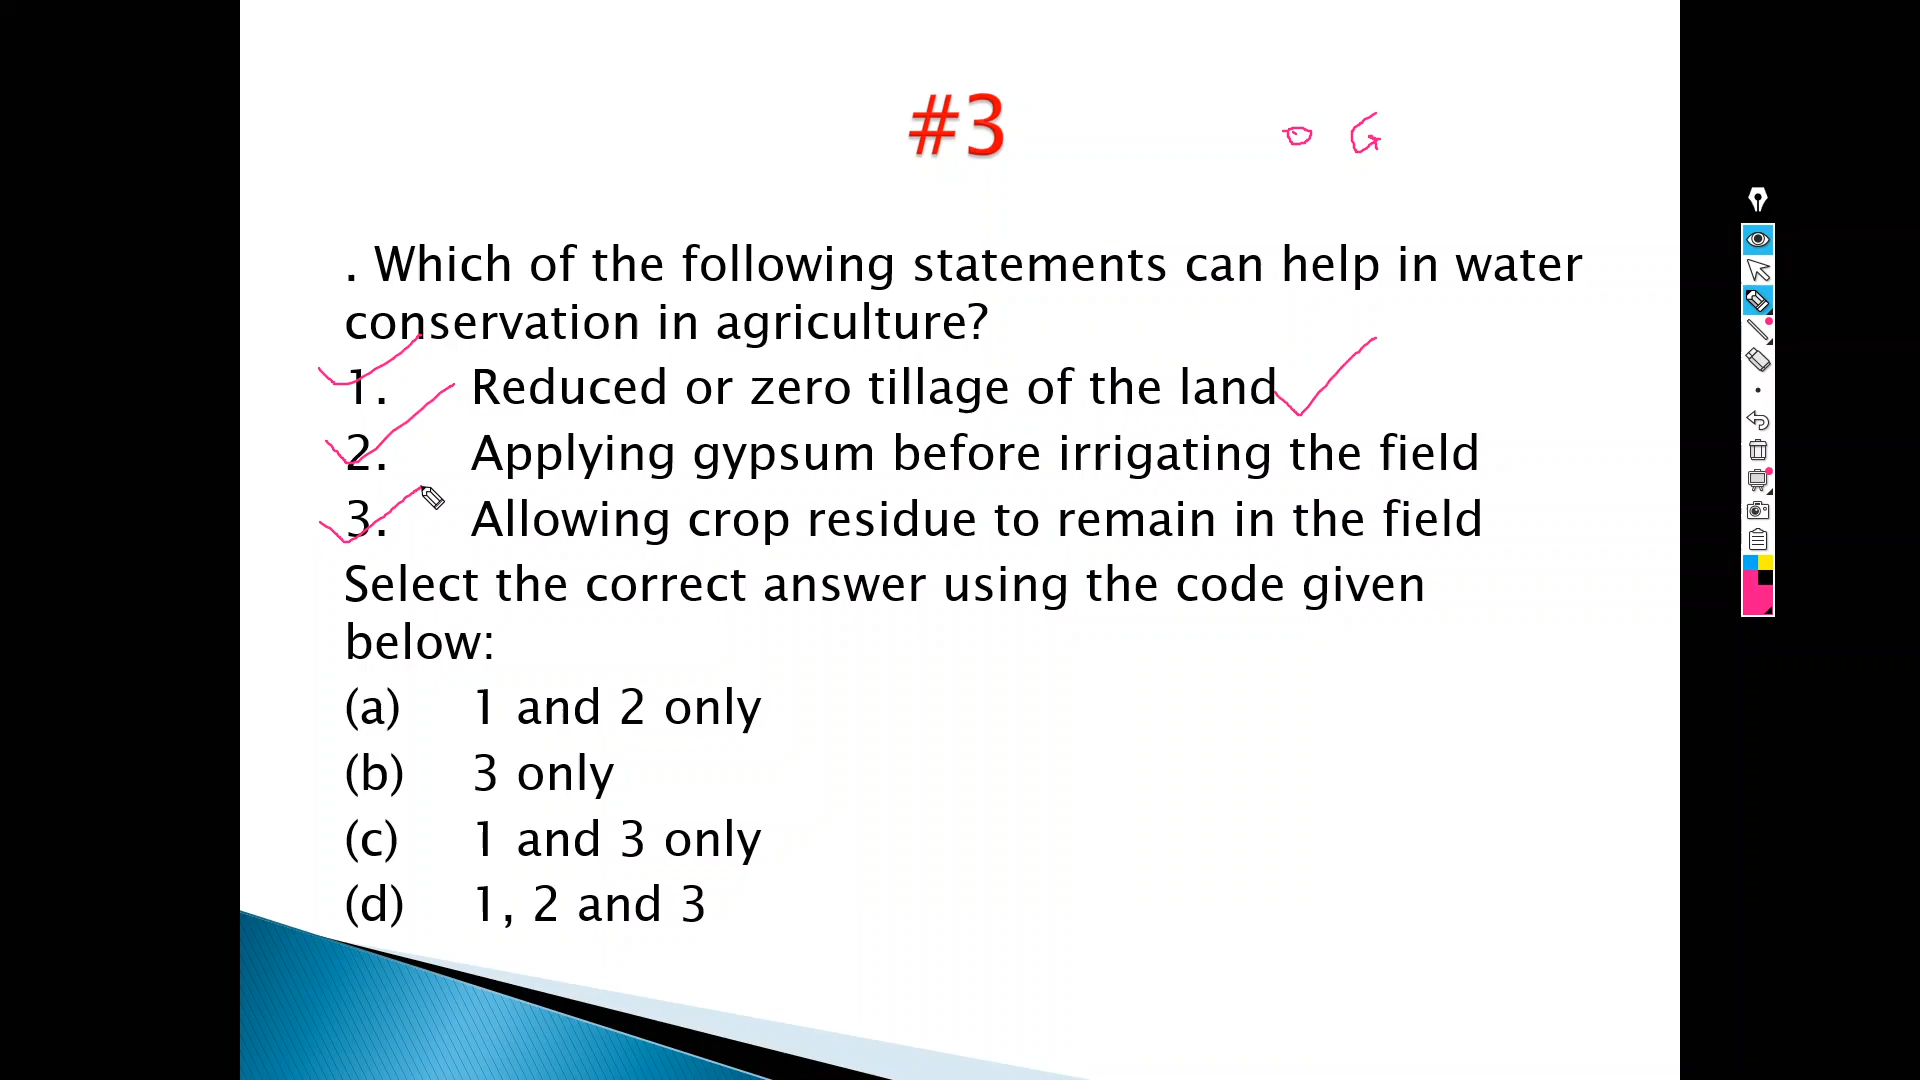 #3
. Which of the following statements can help in water
conservation in agriculture?
1. Reduced or zero tillage of the land
2. Applying gypsum before irrigating the field
3. Allowing crop residue to remain in the field
Select the correct answer using the code given
below:
(a) 1 and 2 only
(b) 3 only
(c) 1 and 3 only
(d) 1, 2 and 3